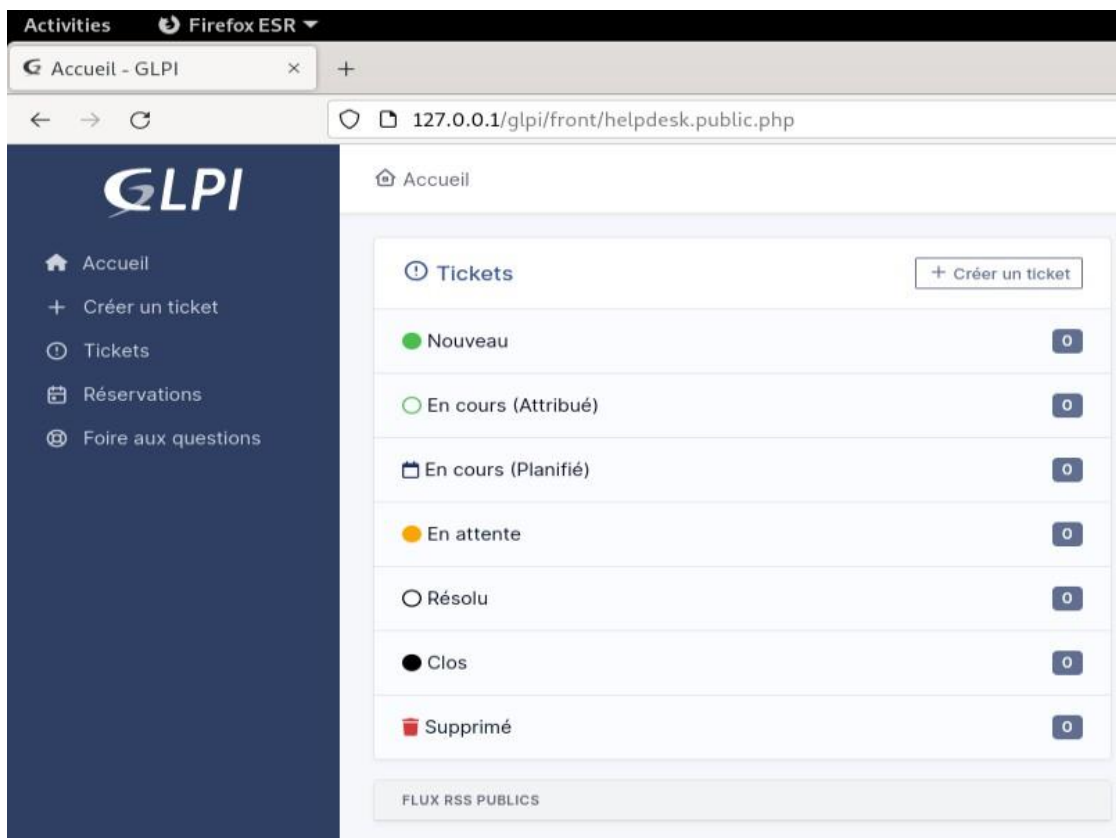 Activities Firefox ESR
Accueil - GLPI × +
127.0.0.1/glpi/front/helpdesk.public.php
GLPI
Accueil
Créer un ticket
Tickets
Réservations
Foire aux questions
Accueil
Tickets + Créer un ticket
Nouveau 0
En cours (Attribué) 0
En cours (Planifié) 0
En attente 0
Résolu 0
Clos 0
Supprimé 0
FLUX RSS PUBLICS